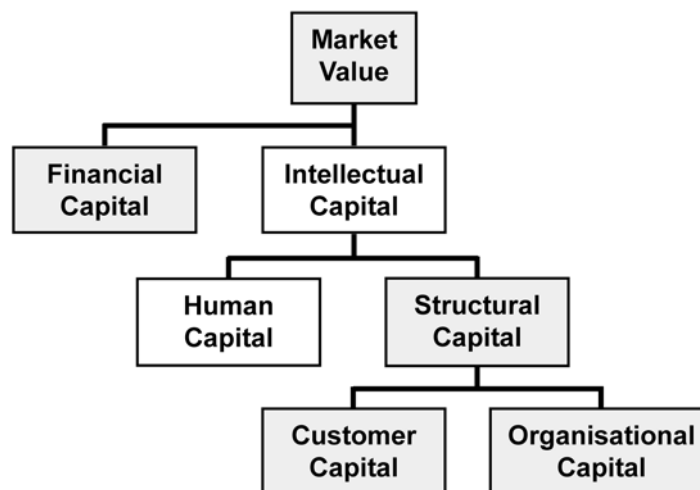 Market
Value
Financial
Capital
Intellectual
Capital
Human
Capital
Structural
Capital
Customer
Capital
Organisational
Capital